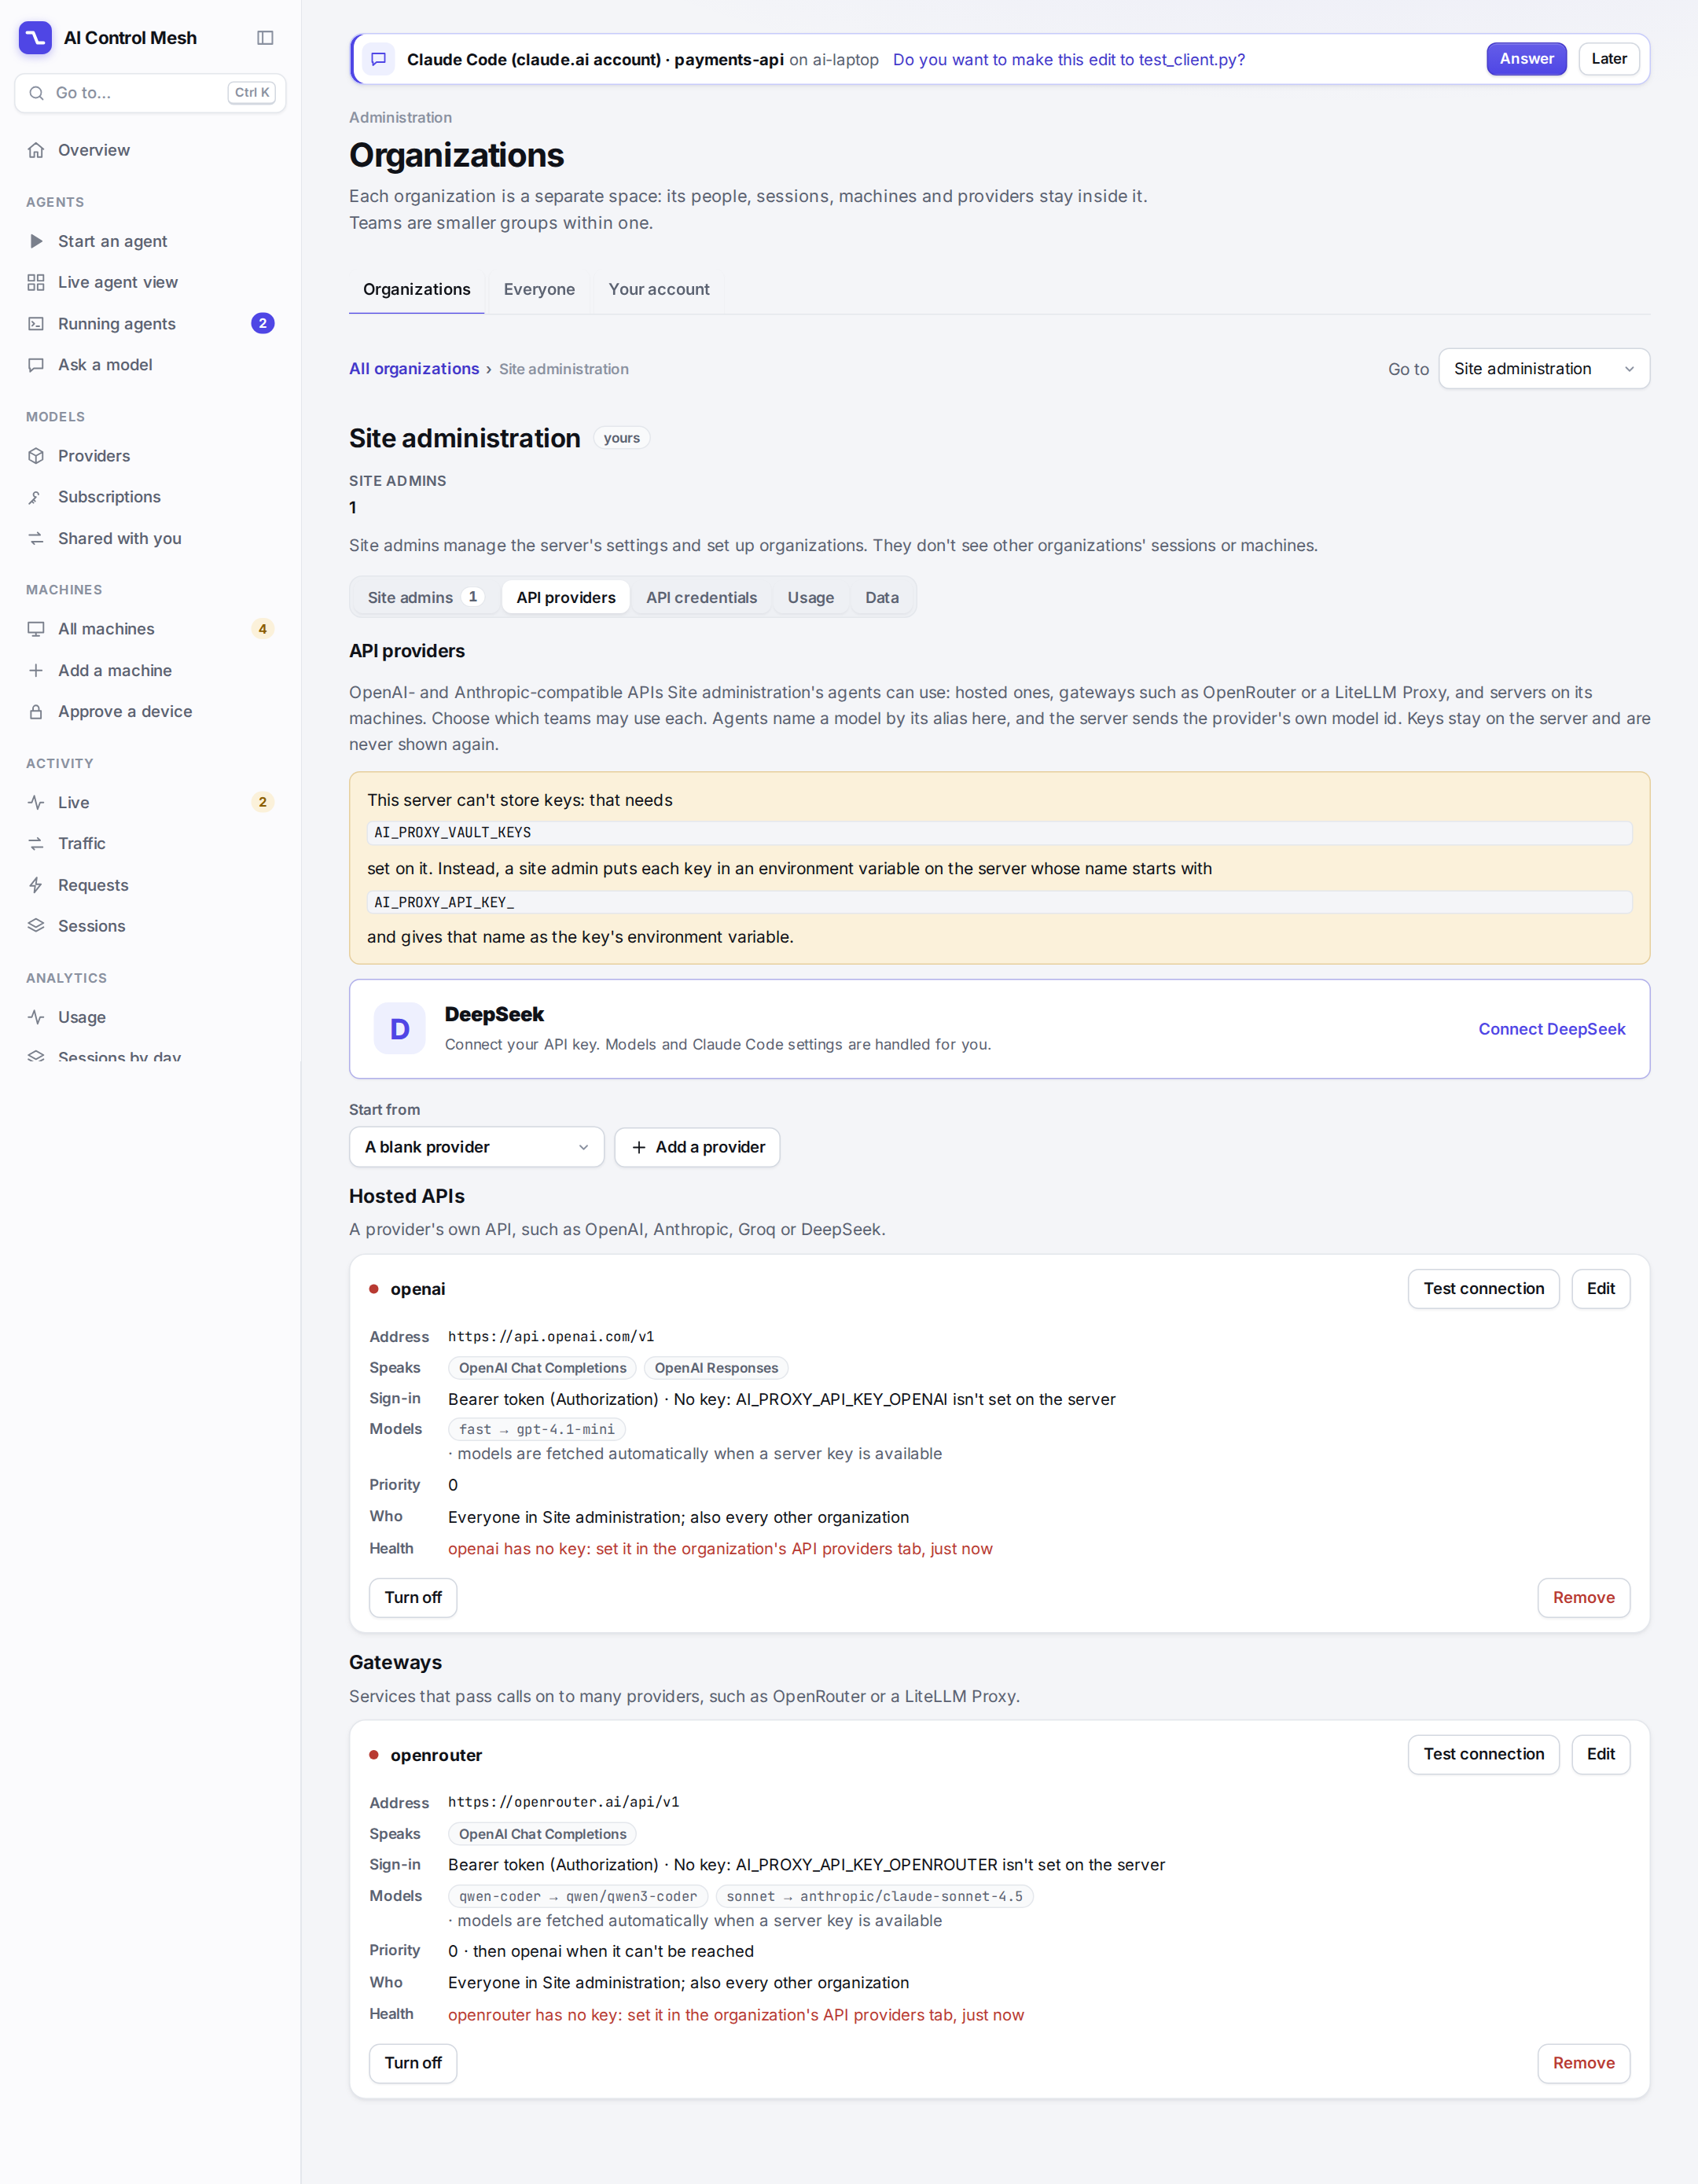 AI Control Mesh
Go to...
Ctrl K
Overview
AGENTS
Start an agent
Live agent view
Running agents 2
Ask a model
MODELS
Providers
Subscriptions
Shared with you
MACHINES
All machines 4
Add a machine
Approve a device
ACTIVITY
Live 2
Traffic
Requests
Sessions
ANALYTICS
Usage
Sessions by day
Claude Code (claude.ai account) · payments-api on ai-laptop Do you want to make this edit to test_client.py? Answer Later
Administration
Organizations
Each organization is a separate space: its people, sessions, machines and providers stay inside it.
Teams are smaller groups within one.
Organizations Everyone Your account
All organizations › Site administration Go to Site administration
Site administration yours
SITE ADMINS
1
Site admins manage the server's settings and set up organizations. They don't see other organizations' sessions or machines.
Site admins 1 API providers API credentials Usage Data
API providers
OpenAI- and Anthropic-compatible APIs Site administration's agents can use: hosted ones, gateways such as OpenRouter or a LiteLLM Proxy, and servers on its
machines. Choose which teams may use each. Agents name a model by its alias here, and the server sends the provider's own model id. Keys stay on the server and are
never shown again.
This server can't store keys: that needs
AI_PROXY_VAULT_KEYS
set on it. Instead, a site admin puts each key in an environment variable on the server whose name starts with
AI_PROXY_API_KEY_
and gives that name as the key's environment variable.
D
DeepSeek
Connect your API key. Models and Claude Code settings are handled for you.
Connect DeepSeek
Start from
A blank provider + Add a provider
Hosted APIs
A provider's own API, such as OpenAI, Anthropic, Groq or DeepSeek.
openai Test connection Edit
Address https://api.openai.com/v1
Speaks OpenAI Chat Completions OpenAI Responses
Sign-in Bearer token (Authorization) · No key: AI_PROXY_API_KEY_OPENAI isn't set on the server
Models fast → gpt-4.1-mini
· models are fetched automatically when a server key is available
Priority 0
Who Everyone in Site administration; also every other organization
Health openai has no key: set it in the organization's API providers tab, just now
Turn off Remove
Gateways
Services that pass calls on to many providers, such as OpenRouter or a LiteLLM Proxy.
openrouter Test connection Edit
Address https://openrouter.ai/api/v1
Speaks OpenAI Chat Completions
Sign-in Bearer token (Authorization) · No key: AI_PROXY_API_KEY_OPENROUTER isn't set on the server
Models qwen-coder → qwen/qwen3-coder sonnet → anthropic/claude-sonnet-4.5
· models are fetched automatically when a server key is available
Priority 0 · then openai when it can't be reached
Who Everyone in Site administration; also every other organization
Health openrouter has no key: set it in the organization's API providers tab, just now
Turn off Remove